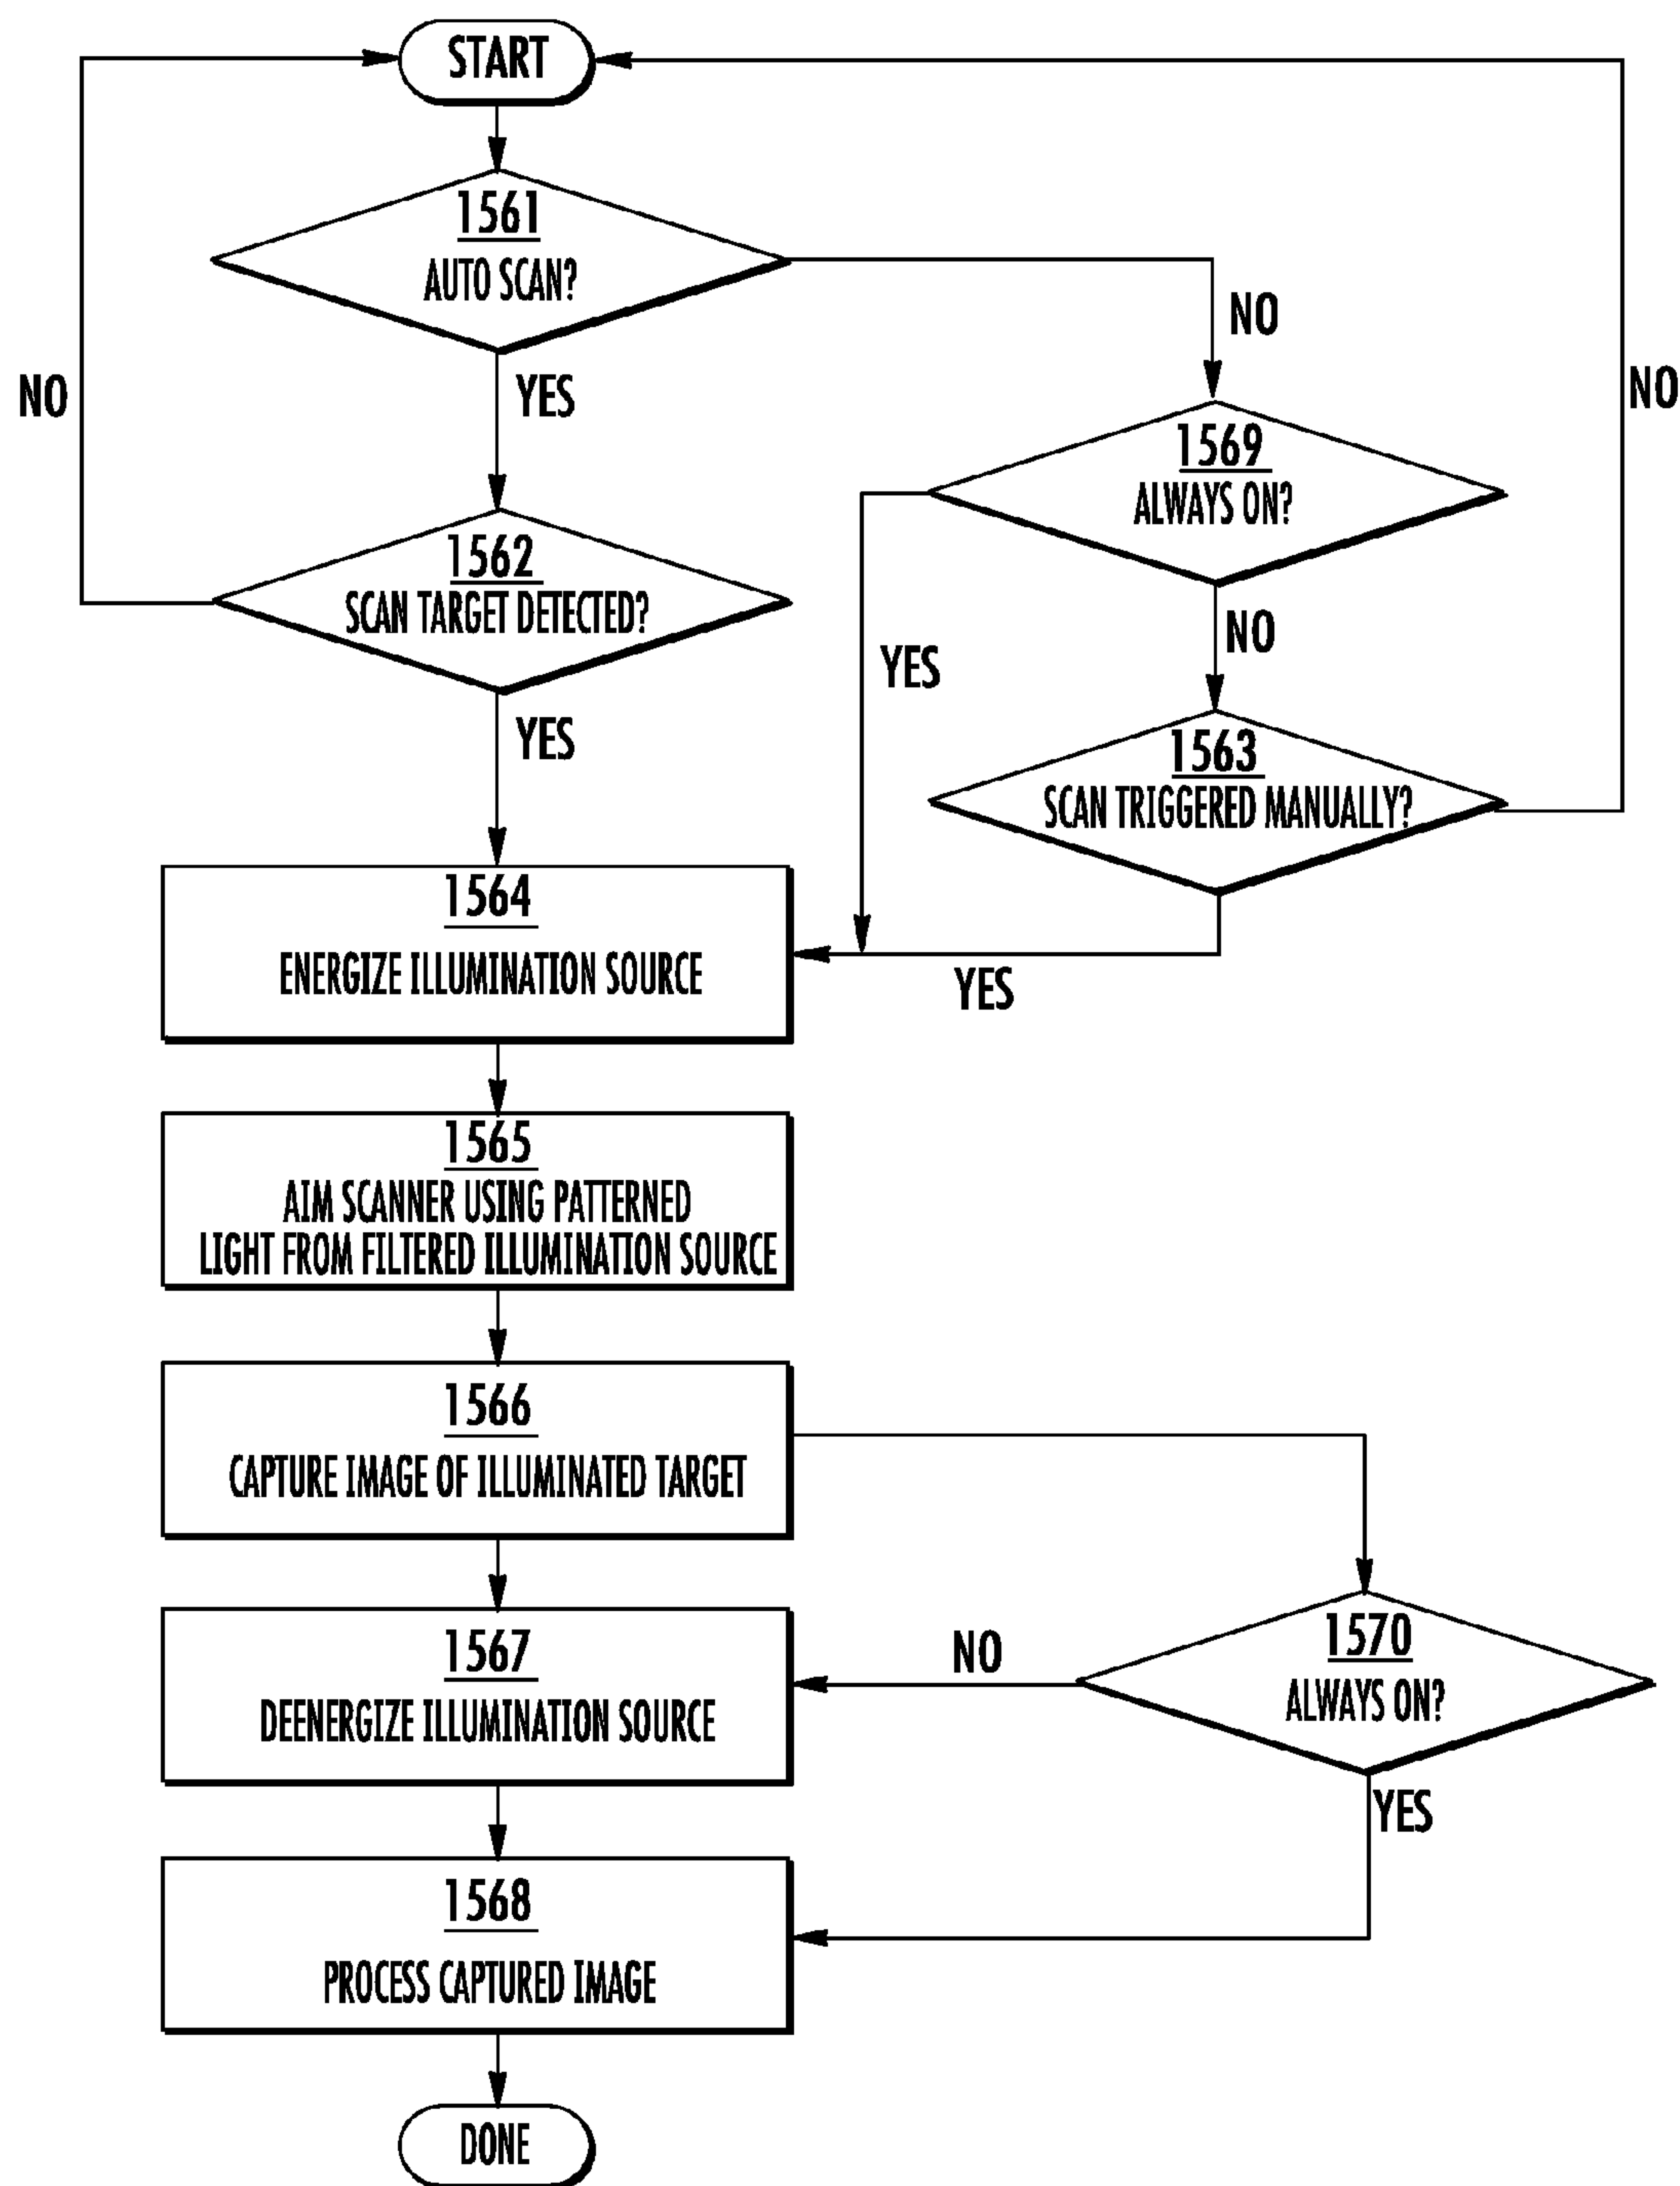 START
1561
AUTO SCAN?
NO
YES
NO
NO
1569
ALWAYS ON?
1562
SCAN TARGET DETECTED?
YES
NO
YES
1563
SCAN TRIGGERED MANUALLY?
1564
ENERGIZE ILLUMINATION SOURCE
YES
1565
AIM SCANNER USING PATTERNED
LIGHT FROM FILTERED ILLUMINATION SOURCE
1566
CAPTURE IMAGE OF ILLUMINATED TARGET
1567
DEENERGIZE ILLUMINATION SOURCE
NO
1570
ALWAYS ON?
YES
1568
PROCESS CAPTURED IMAGE
DONE